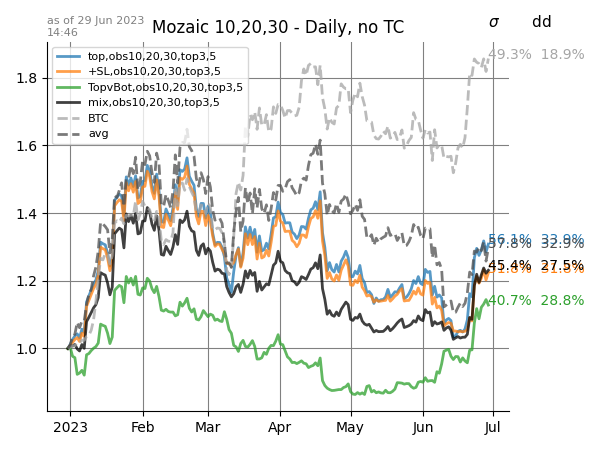 as of 29 Jun 2023
14:46
Mozaic 10,20,30 - Daily, no TC
σ dd
49.3% 18.9%
top,obs10,20,30,top3,5
+SL,obs10,20,30,top3,5
TopvBot,obs10,20,30,top3,5
mix,obs10,20,30,top3,5
BTC
avg
1.8
1.6
1.4
1.2
1.0
57.8% 32.9%
45.4% 27.5%
40.7% 28.8%
2023 Feb Mar Apr May Jun Jul